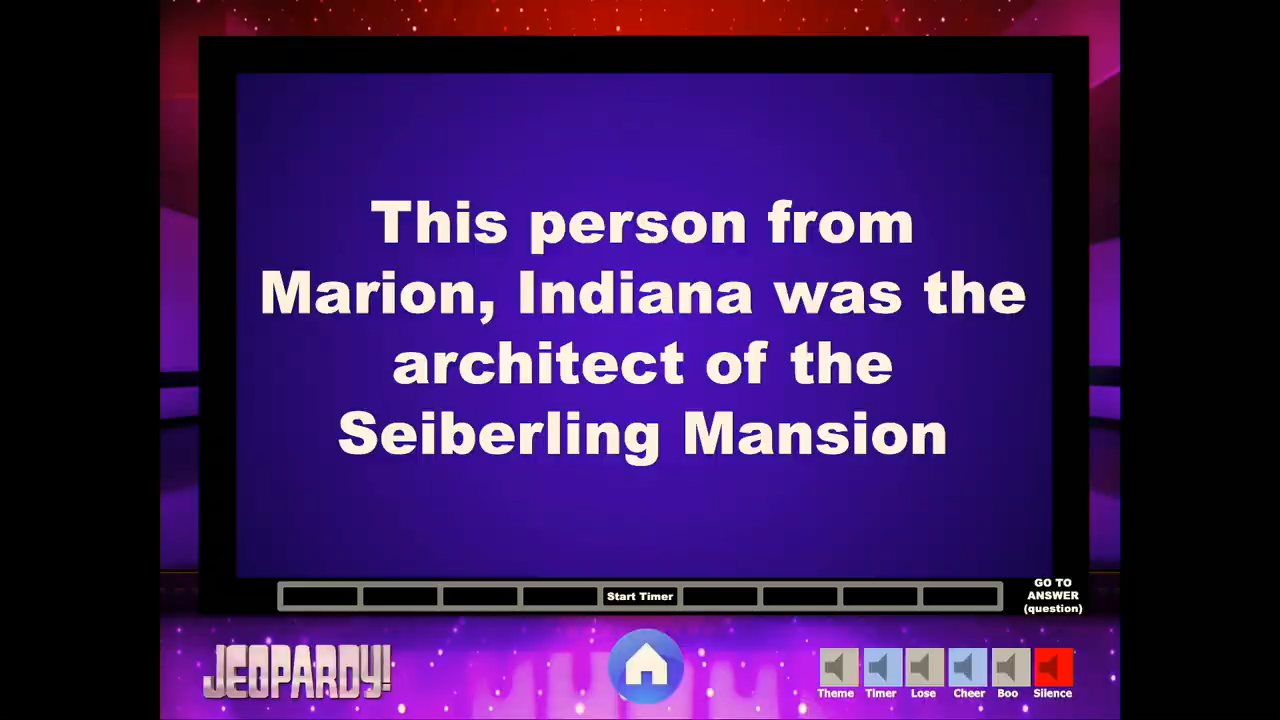 This person from
Marion, Indiana was the
architect of the
Seiberling Mansion
Start Timer
GO TO
ANSWER
(question)
JEOPARDY!
Theme Timer Lose Cheer Boo Silence